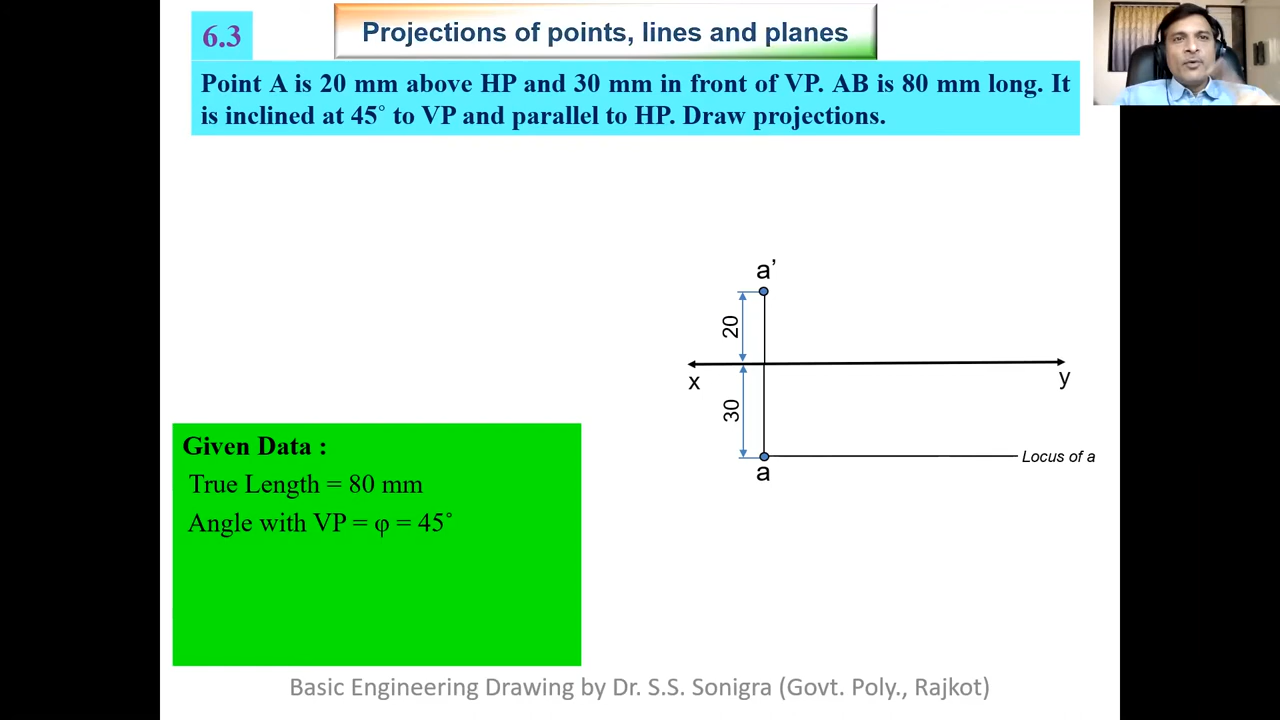 6.3
Projections of points, lines and planes
Point A is 20 mm above HP and 30 mm in front of VP. AB is 80 mm long. It
is inclined at 45˚ to VP and parallel to HP. Draw projections.
a’
20
x
y
30
Locus of a
a
Given Data :
True Length = 80 mm
Angle with VP = φ = 45˚
Basic Engineering Drawing by Dr. S.S. Sonigra (Govt. Poly., Rajkot)